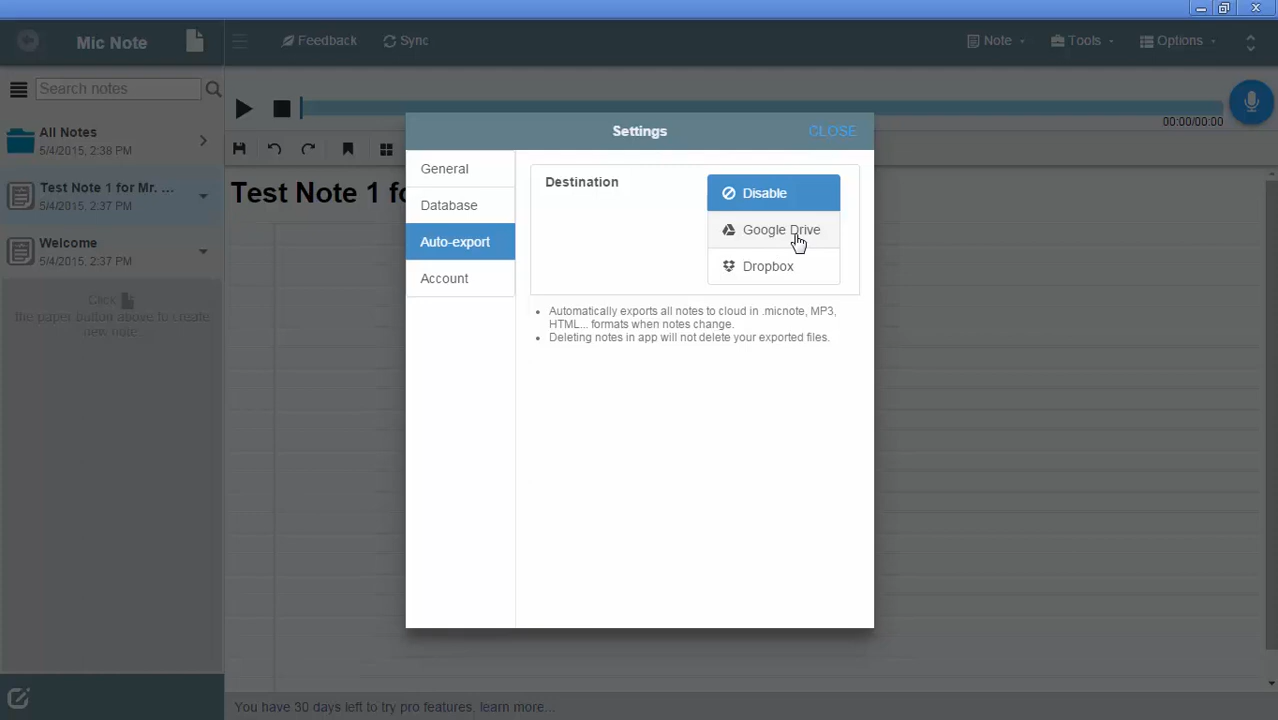 Mic Note
Feedback
Sync
Note
Tools
Options
Search notes
All Notes
5/4/2015, 2:38 PM
00:00/00:00
Test Note 1 for Mr. ...
5/4/2015, 2:37 PM
Welcome
5/4/2015, 2:37 PM
Click
the paper button above to create
new note.
Test Note 1 fo
Settings
CLOSE
General
Database
Auto-export
Account
Destination
Disable
Google Drive
Dropbox
Automatically exports all notes to cloud in .micnote, MP3,
HTML... formats when notes change.
Deleting notes in app will not delete your exported files.
You have 30 days left to try pro features, learn more...